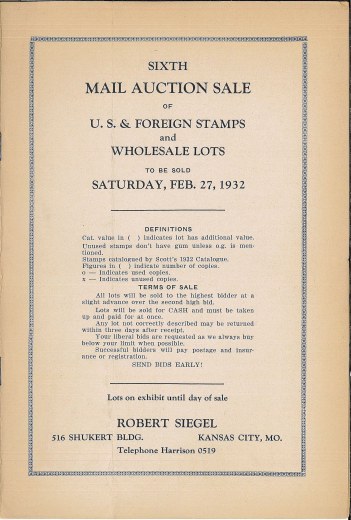 SIXTH
MAIL AUCTION SALE
OF
U. S. & FOREIGN STAMPS
and
WHOLESALE LOTS
TO BE SOLD
SATURDAY, FEB. 27, 1932
DEFINITIONS
Cat. value in ( ) indicates lot has additional value.
Unused stamps don't have gum unless o.g. is men-
tioned.
Stamps catalogued by Scott's 1932 Catalogue.
Figures in ( ) indicate number of copies.
o — Indicates used copies.
x — Indicates unused copies.
TERMS OF SALE
All lots will be sold to the highest bidder at a
slight advance over the second high bid.
Lots will be sold for CASH and must be taken
up and paid for at once.
Any lot not correctly described may be returned
within three days after receipt.
Your liberal bids are requested as we always buy
below your limit when possible.
Successful bidders will pay postage and insur-
ance or registration.
SEND BIDS EARLY!
Lots on exhibit until day of sale
ROBERT SIEGEL
516 SHUKERT BLDG. KANSAS CITY, MO.
Telephone Harrison 0519